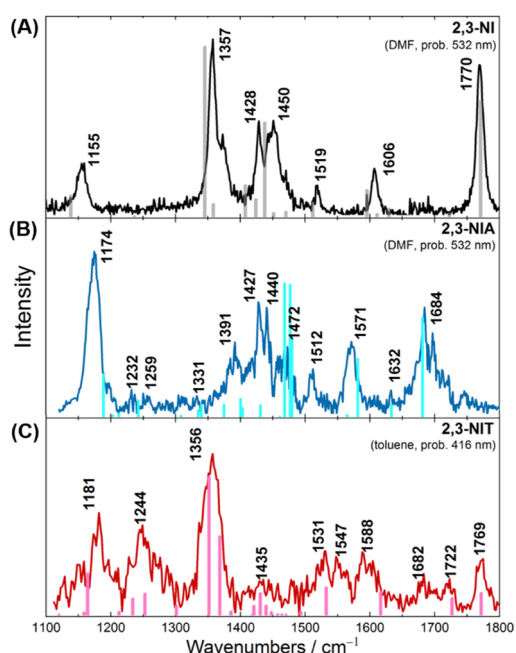 (A)
2,3-NI
(DMF, prob. 532 nm)
1155
1357
1428
1450
1519
1606
1770
(B)
2,3-NIA
(DMF, prob. 532 nm)
1174
1232
1259
1331
1391
1427
1440
1472
1512
1571
1632
1684
Intensity
(C)
2,3-NIT
(toluene, prob. 416 nm)
1181
1244
1356
1435
1531
1547
1588
1682
1722
1769
1100 1200 1300 1400 1500 1600 1700 1800
Wavenumbers / cm⁻¹